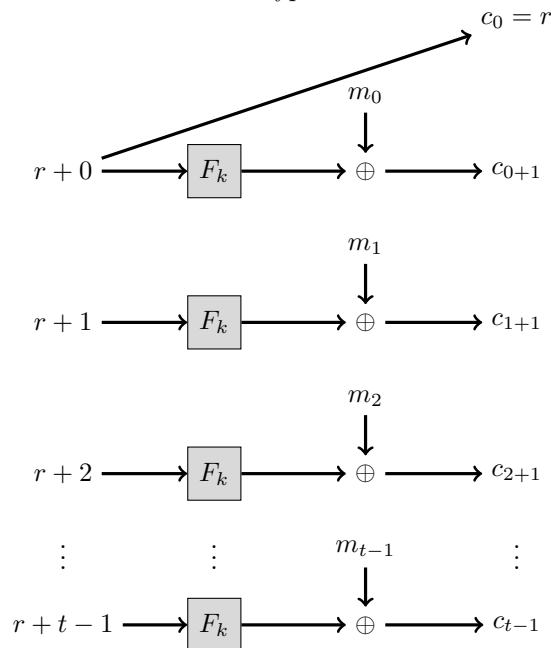 c_0 = r
m_0
r + 0 F_k ⊕ c_{0+1}
m_1
r + 1 F_k ⊕ c_{1+1}
m_2
r + 2 F_k ⊕ c_{2+1}
⋮ ⋮ m_{t−1} ⋮
r + t − 1 F_k ⊕ c_{t−1}